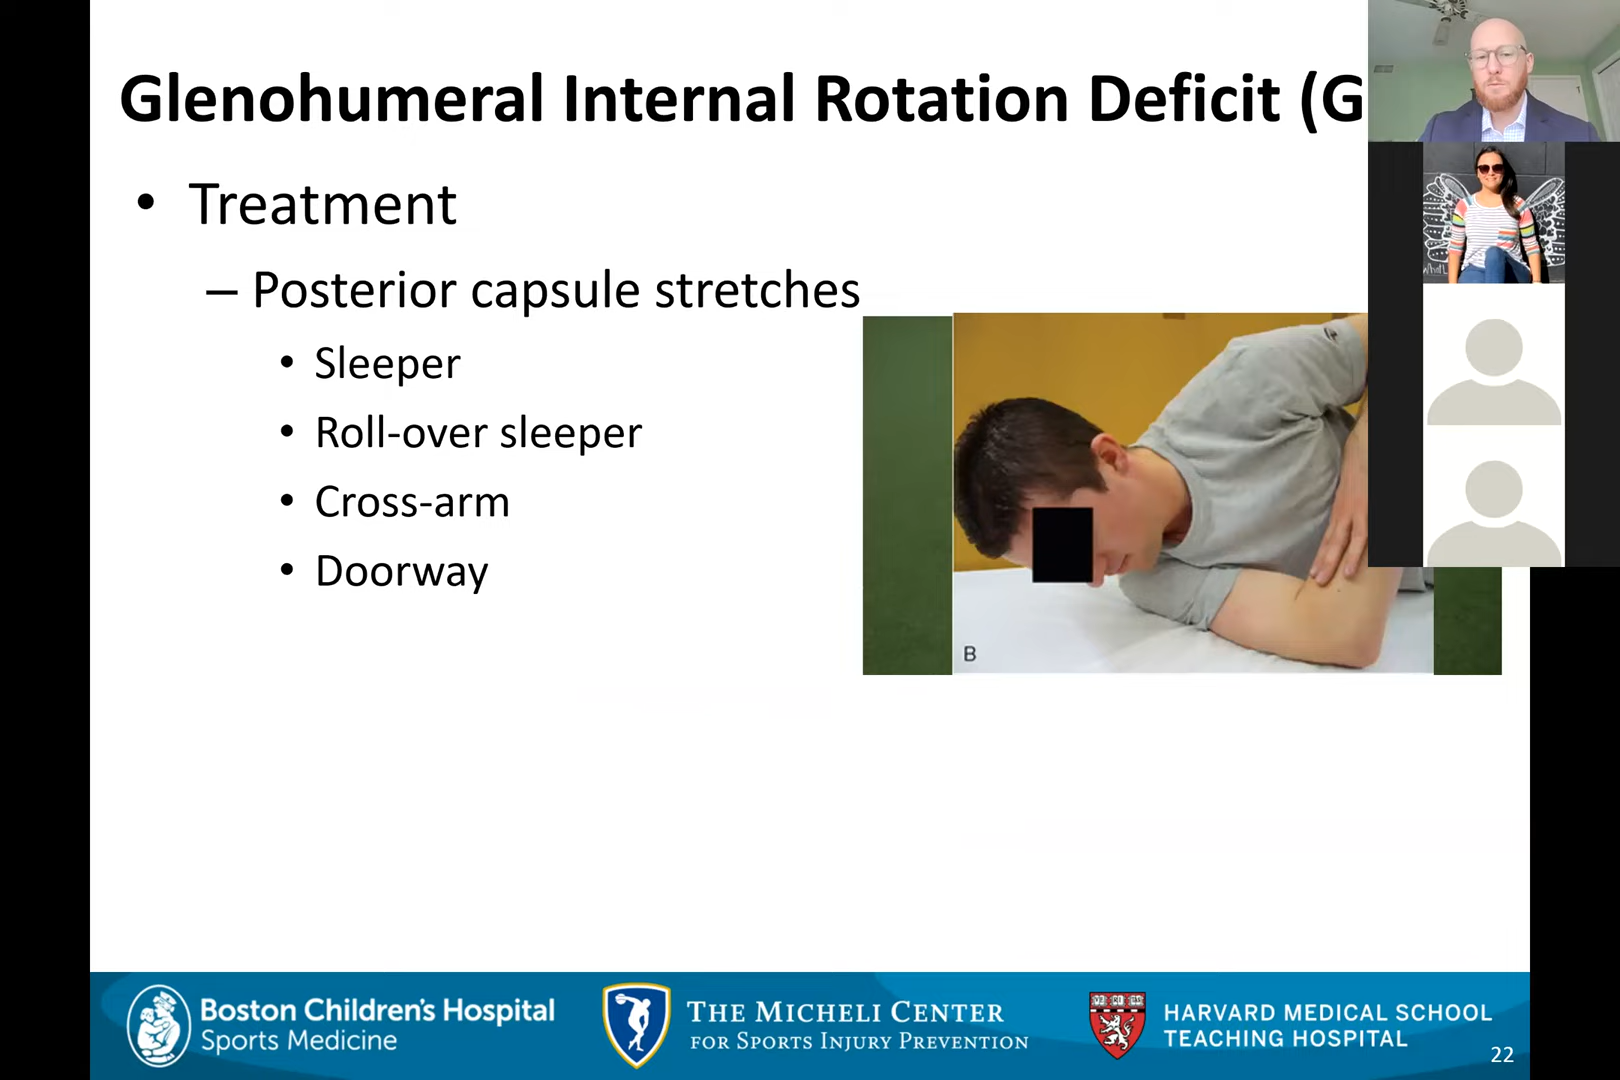 Glenohumeral Internal Rotation Deficit (G
• Treatment
– Posterior capsule stretches
• Sleeper
• Roll-over sleeper
• Cross-arm
• Doorway
B
Boston Children's Hospital
Sports Medicine
THE MICHELI CENTER
FOR SPORTS INJURY PREVENTION
HARVARD MEDICAL SCHOOL
TEACHING HOSPITAL
22